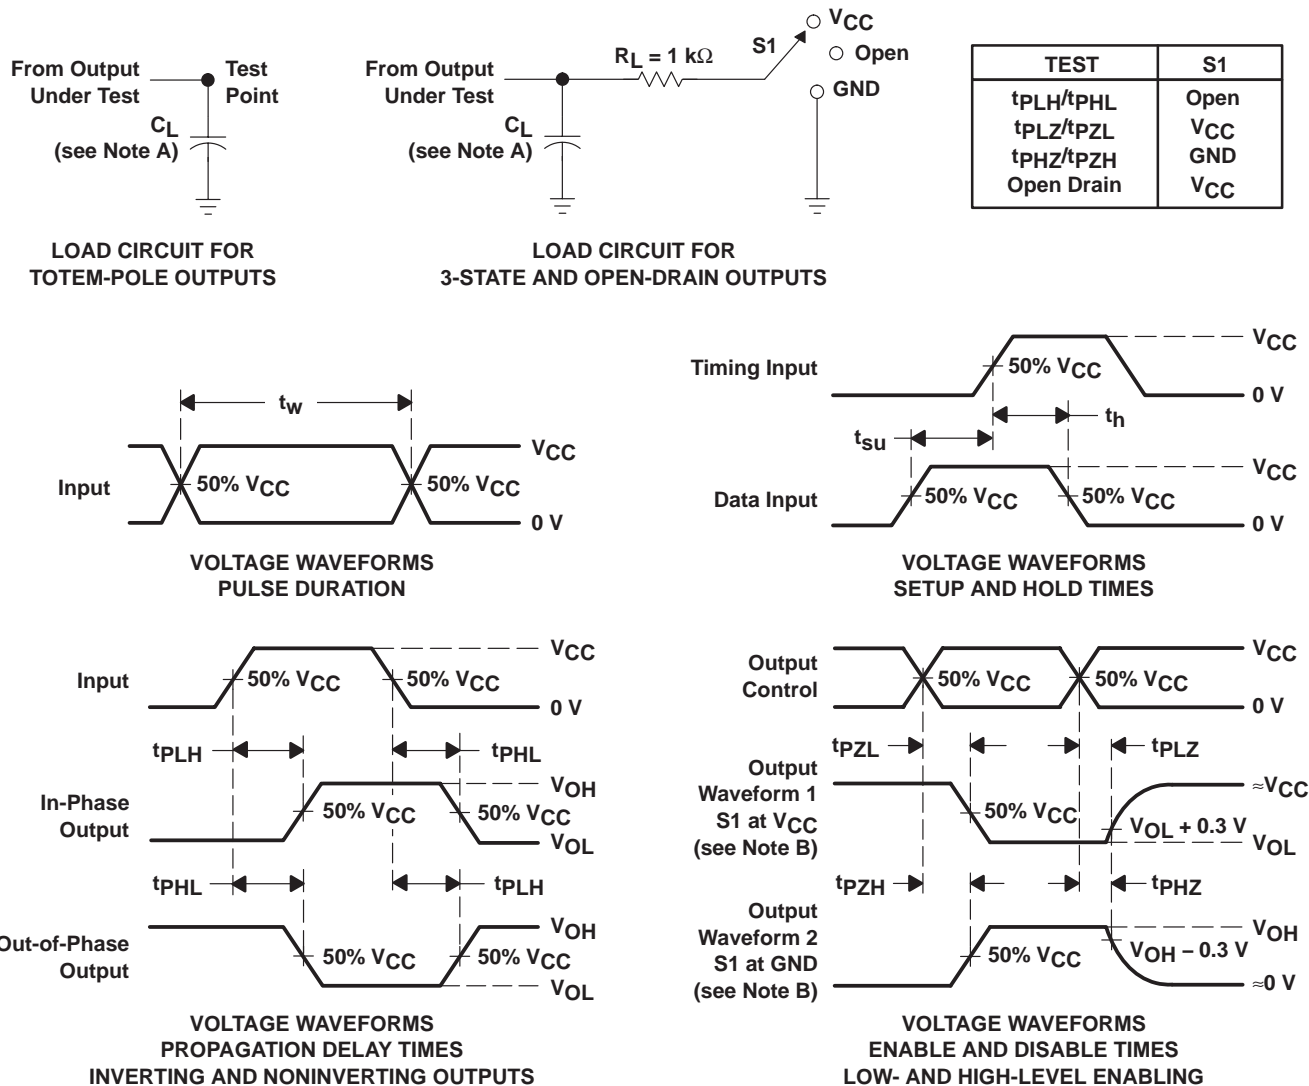 From Output
Under Test
Test
Point
CL
(see Note A)
LOAD CIRCUIT FOR
TOTEM-POLE OUTPUTS
From Output
Under Test
CL
(see Note A)
RL = 1 kΩ
S1
VCC
Open
GND
LOAD CIRCUIT FOR
3-STATE AND OPEN-DRAIN OUTPUTS
TEST S1
tPLH/tPHL Open
tPLZ/tPZL VCC
tPHZ/tPZH GND
Open Drain VCC
tw
Input
50% VCC
50% VCC
VCC
0 V
VOLTAGE WAVEFORMS
PULSE DURATION
Timing Input
50% VCC
VCC
0 V
th
tsu
Data Input
50% VCC
50% VCC
VCC
0 V
VOLTAGE WAVEFORMS
SETUP AND HOLD TIMES
Input
50% VCC
50% VCC
VCC
0 V
tPLH
tPHL
In-Phase
Output
50% VCC
50% VCC
VOH
VOL
tPHL
tPLH
Out-of-Phase
Output
50% VCC
50% VCC
VOH
VOL
VOLTAGE WAVEFORMS
PROPAGATION DELAY TIMES
INVERTING AND NONINVERTING OUTPUTS
Output
Control
50% VCC
50% VCC
VCC
0 V
tPZL
tPLZ
Output
Waveform 1
S1 at VCC
(see Note B)
50% VCC
VOL + 0.3 V
≈VCC
VOL
tPZH
tPHZ
Output
Waveform 2
S1 at GND
(see Note B)
50% VCC
VOH − 0.3 V
VOH
≈0 V
VOLTAGE WAVEFORMS
ENABLE AND DISABLE TIMES
LOW- AND HIGH-LEVEL ENABLING